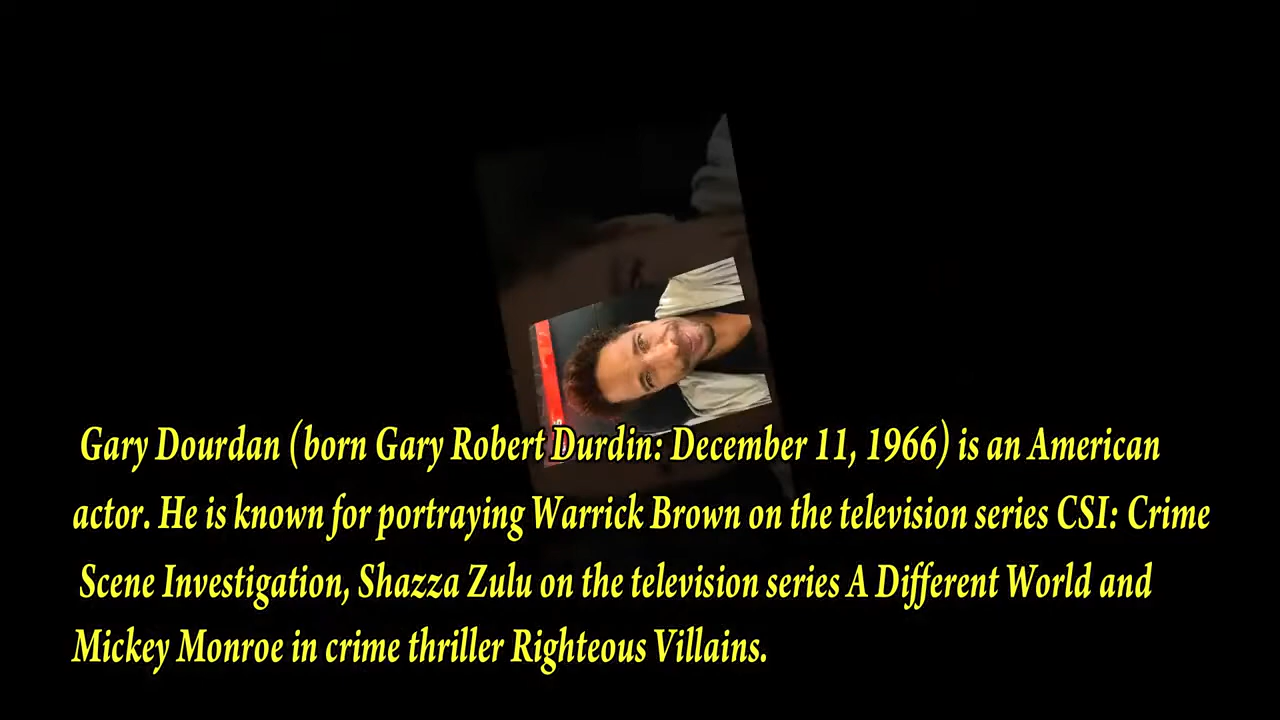 Gary Dourdan (born Gary Robert Durdin: December 11, 1966) is an American
actor. He is known for portraying Warrick Brown on the television series CSI: Crime
Scene Investigation, Shazza Zulu on the television series A Different World and
Mickey Monroe in crime thriller Righteous Villains.